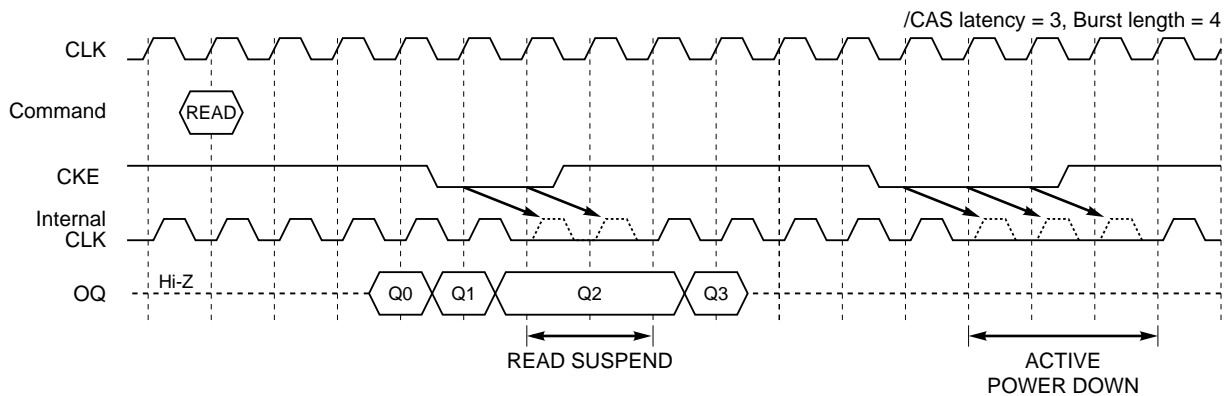 /CAS latency = 3, Burst length = 4
CLK
Command
READ
CKE
Internal
CLK
Hi-Z
OQ
Q0
Q1
Q2
Q3
READ SUSPEND
ACTIVE
POWER DOWN